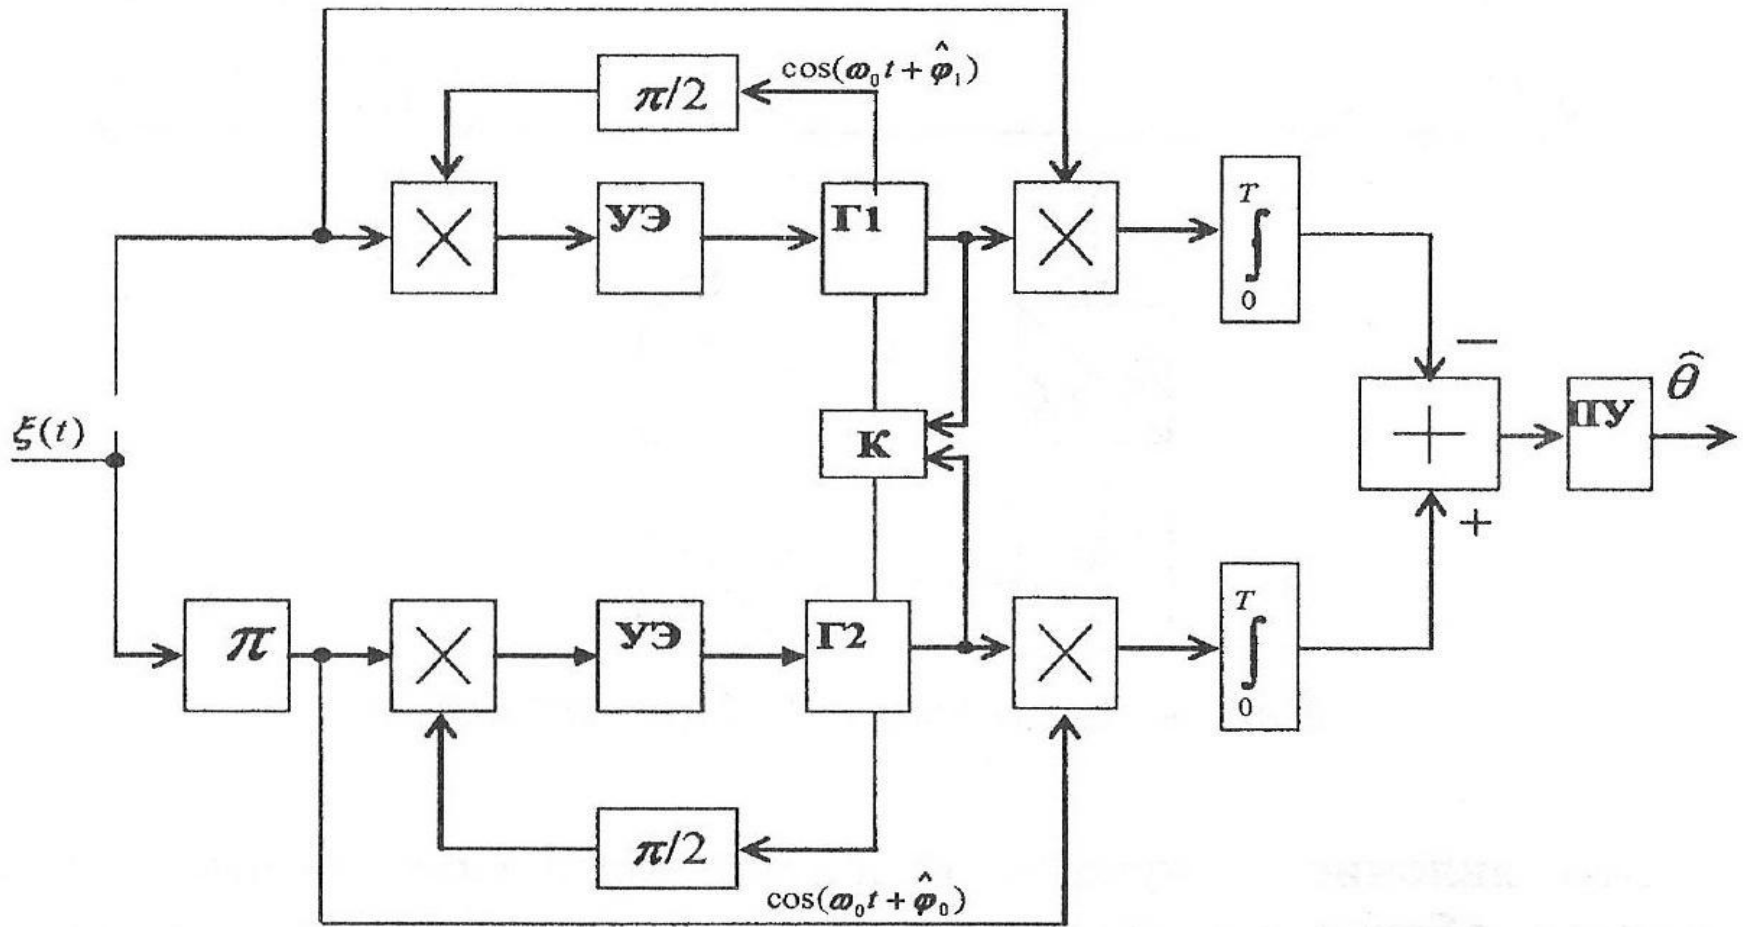 cos(ω₀t + φ̂₁)
π/2
УЭ
Г1
T
∫
0
—
ξ(t)
К
+
ПУ
θ̂
+
π
УЭ
Г2
T
∫
0
π/2
cos(ω₀t + φ̂₀)